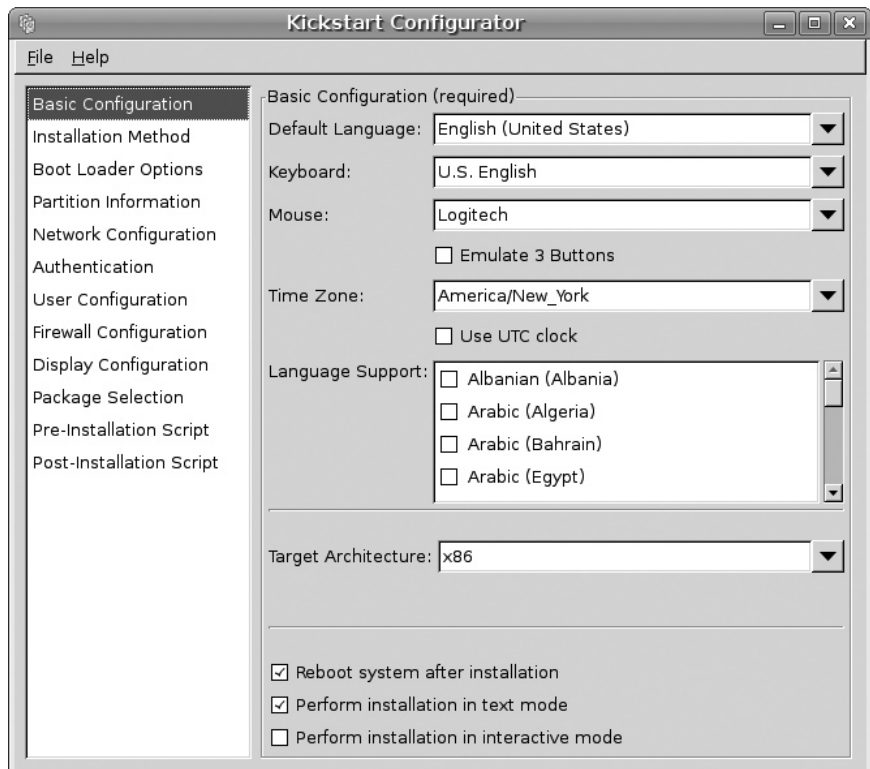 Kickstart Configurator
File Help
Basic Configuration
Installation Method
Boot Loader Options
Partition Information
Network Configuration
Authentication
User Configuration
Firewall Configuration
Display Configuration
Package Selection
Pre-Installation Script
Post-Installation Script
Basic Configuration (required)
Default Language: English (United States)
Keyboard: U.S. English
Mouse: Logitech
Emulate 3 Buttons
Time Zone: America/New_York
Use UTC clock
Language Support: Albanian (Albania)
Arabic (Algeria)
Arabic (Bahrain)
Arabic (Egypt)
Target Architecture: x86
Reboot system after installation
Perform installation in text mode
Perform installation in interactive mode